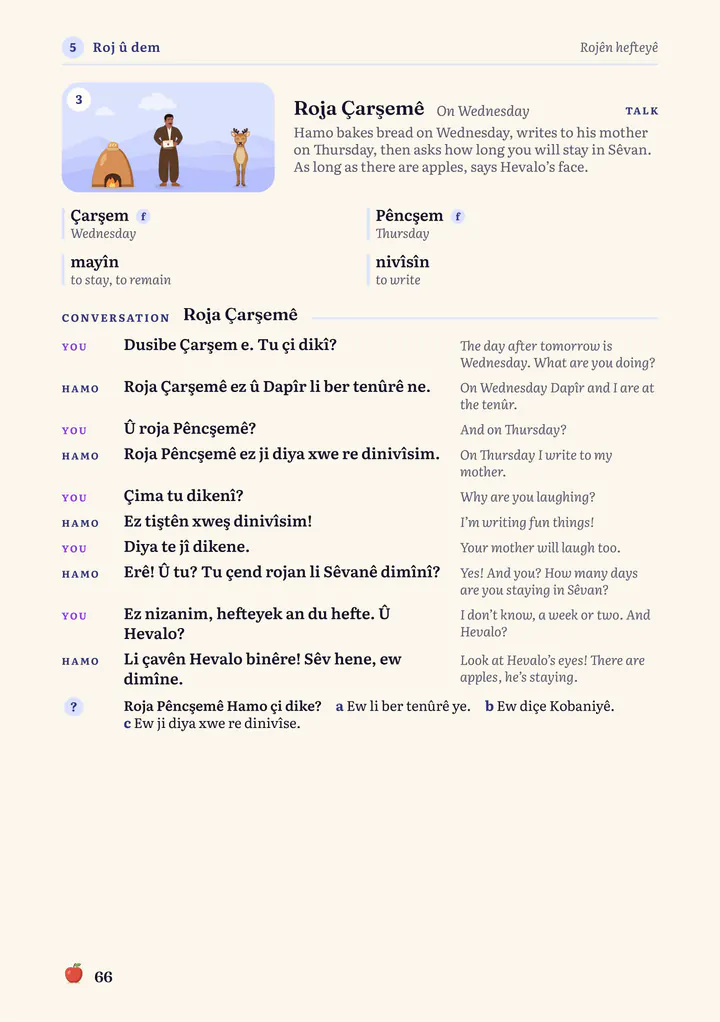 5 Roj û dem Rojên hefteyê
3
Roja Çarşemê On Wednesday TALK
Hamo bakes bread on Wednesday, writes to his mother
on Thursday, then asks how long you will stay in Sêvan.
As long as there are apples, says Hevalo’s face.
Çarşem f
Wednesday
Pêncşem f
Thursday
mayîn
to stay, to remain
nivîsîn
to write
CONVERSATION Roja Çarşemê
YOU Dusibe Çarşem e. Tu çi dikî? The day after tomorrow is
Wednesday. What are you doing?
HAMO Roja Çarşemê ez û Dapîr li ber tenûrê ne. On Wednesday Dapîr and I are at
the tenûr.
YOU Û roja Pêncşemê? And on Thursday?
HAMO Roja Pêncşemê ez ji diya xwe re dinivîsim. On Thursday I write to my
mother.
YOU Çima tu dikenî? Why are you laughing?
HAMO Ez tiştên xweş dinivîsim! I’m writing fun things!
YOU Diya te jî dikene. Your mother will laugh too.
HAMO Erê! Û tu? Tu çend rojan li Sêvanê dimînî? Yes! And you? How many days
are you staying in Sêvan?
YOU Ez nizanim, hefteyek an du hefte. Û I don’t know, a week or two. And
Hevalo? Hevalo?
HAMO Li çavên Hevalo binêre! Sêv hene, ew Look at Hevalo’s eyes! There are
dimîne. apples, he’s staying.
? Roja Pêncşemê Hamo çi dike? a Ew li ber tenûrê ye. b Ew diçe Kobaniyê.
c Ew ji diya xwe re dinivîse.
66